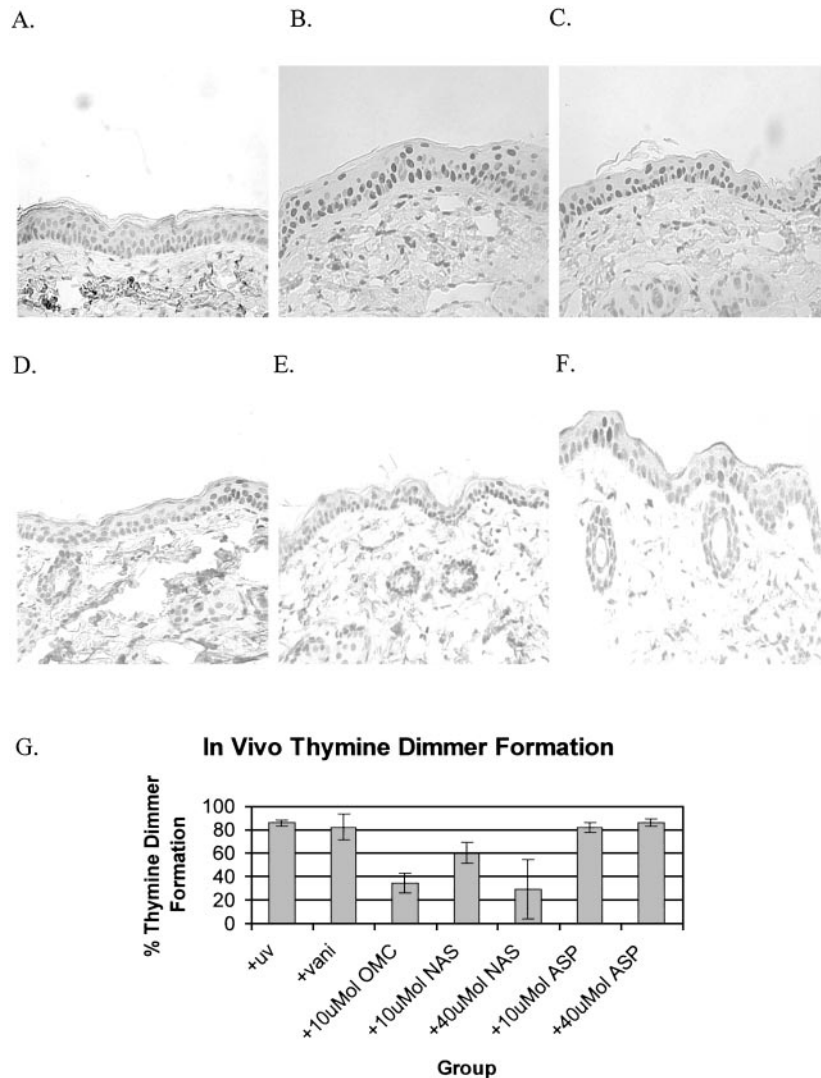 A.
B.
C.
D.
E.
F.
G.
In Vivo Thymine Dimmer Formation
% Thymine Dimmer
Formation
100
80
60
40
20
0
+uv
+vani
+10uMol OMC
+10uMol NAS
+40uMol NAS
+10uMol ASP
+40uMol ASP
Group